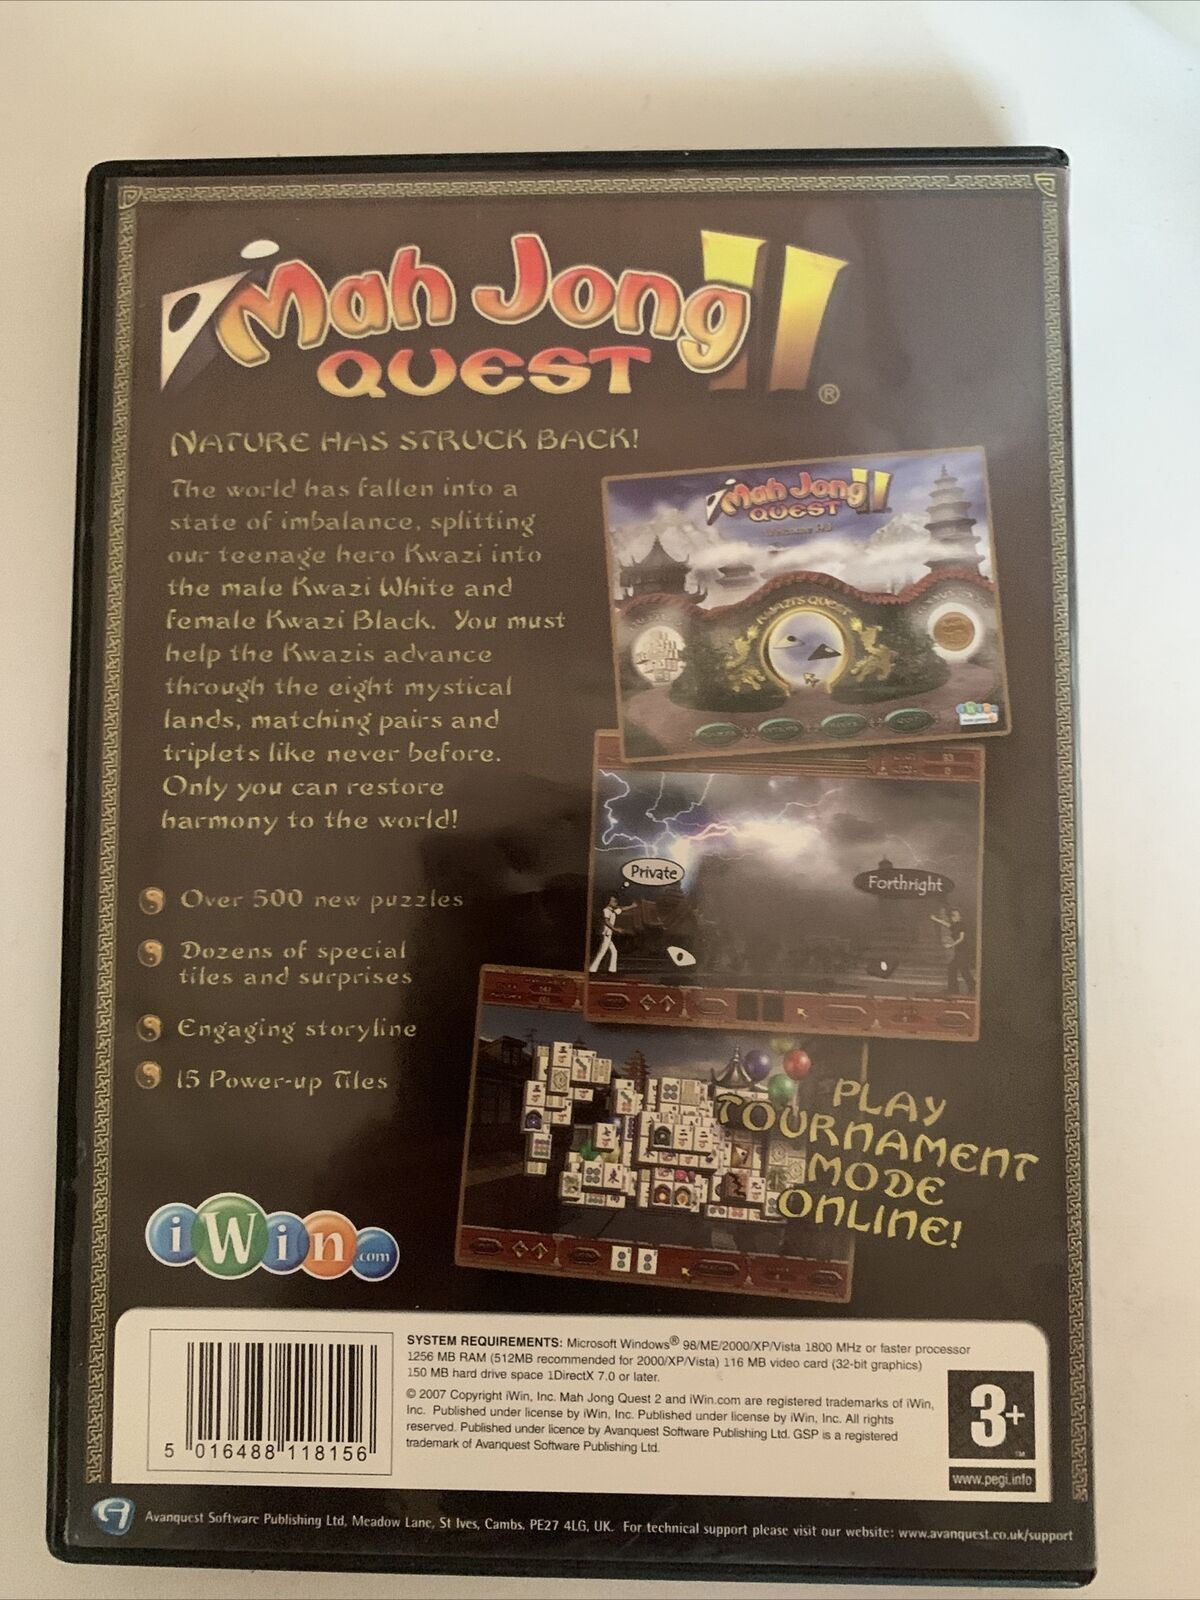 Mah Jong II
QUEST
®
NATURE HAS STRUCK BACK!
The world has fallen into a
state of imbalance, splitting
our teenage hero Kwazi into
the male Kwazi White and
female Kwazi Black. You must
help the Kwazis advance
through the eight mystical
lands, matching pairs and
triplets like never before.
Only you can restore
harmony to the world!
Over 500 new puzzles
Dozens of special
tiles and surprises
Engaging storyline
15 Power-up Tiles
Mah Jong II
QUEST
KWAZI'S QUEST
iWin
Private
Forthright
PLAY
TOURNAMENT
MODE
ONLINE!
iWin.com
SYSTEM REQUIREMENTS: Microsoft Windows® 98/ME/2000/XP/Vista 1800 MHz or faster processor
1256 MB RAM (512MB recommended for 2000/XP/Vista) 116 MB video card (32-bit graphics)
150 MB hard drive space 1DirectX 7.0 or later.
© 2007 Copyright iWin, Inc. Mah Jong Quest 2 and iWin.com are registered trademarks of iWin,
Inc. Published under license by iWin, Inc. Published under license by iWin, Inc. All rights
reserved. Published under licence by Avanquest Software Publishing Ltd. GSP is a registered
trademark of Avanquest Software Publishing Ltd.
5 016488 118156
3+
™
www.pegi.info
Avanquest Software Publishing Ltd, Meadow Lane, St Ives, Cambs. PE27 4LG, UK. For technical support please visit our website: www.avanquest.co.uk/support